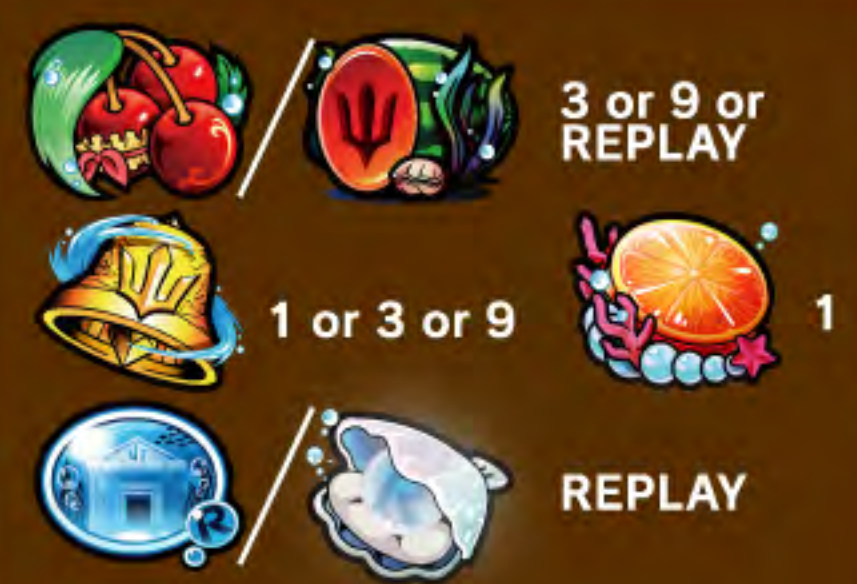 3 or 9 or
REPLAY
1 or 3 or 9
1
REPLAY